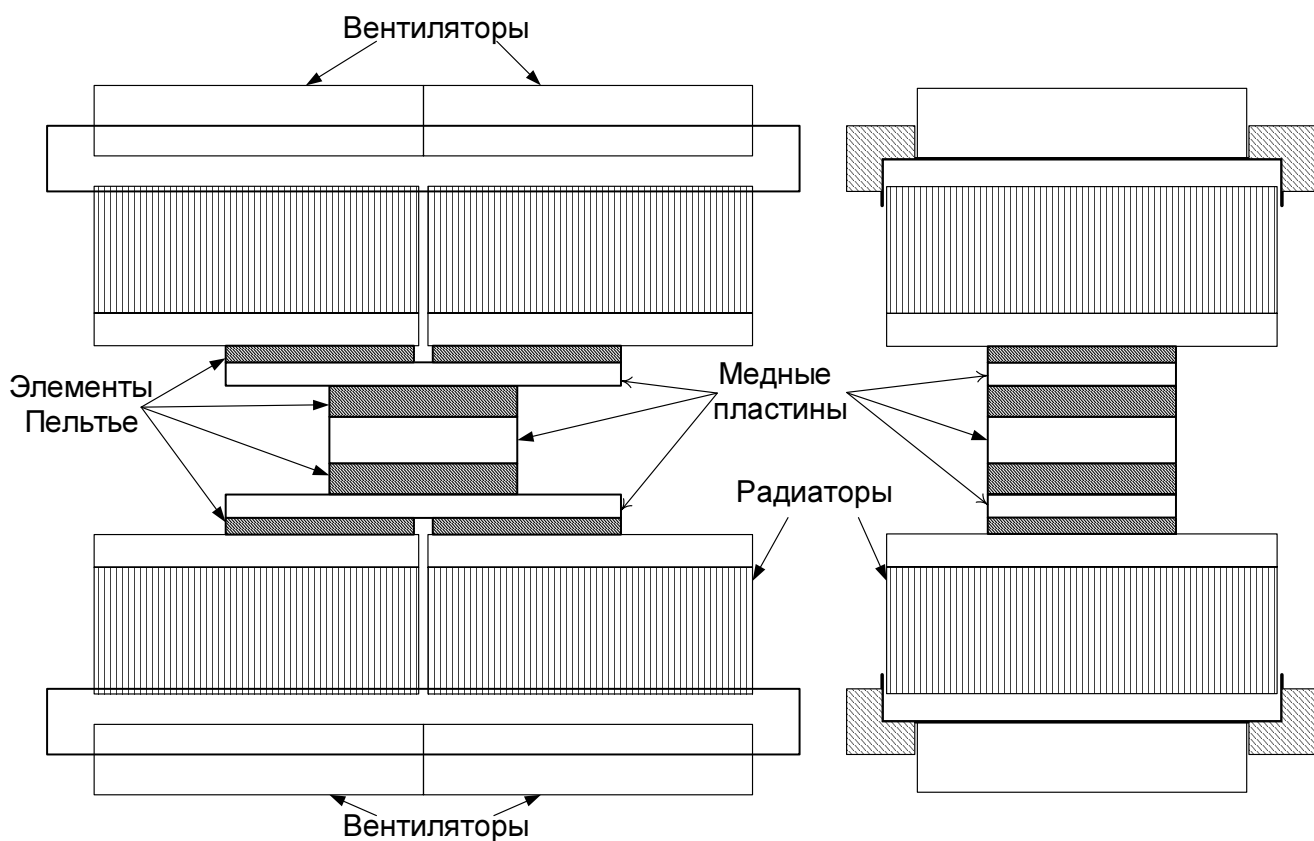 Вентиляторы
Элементы
Пельтье
Медные
пластины
Радиаторы
Вентиляторы